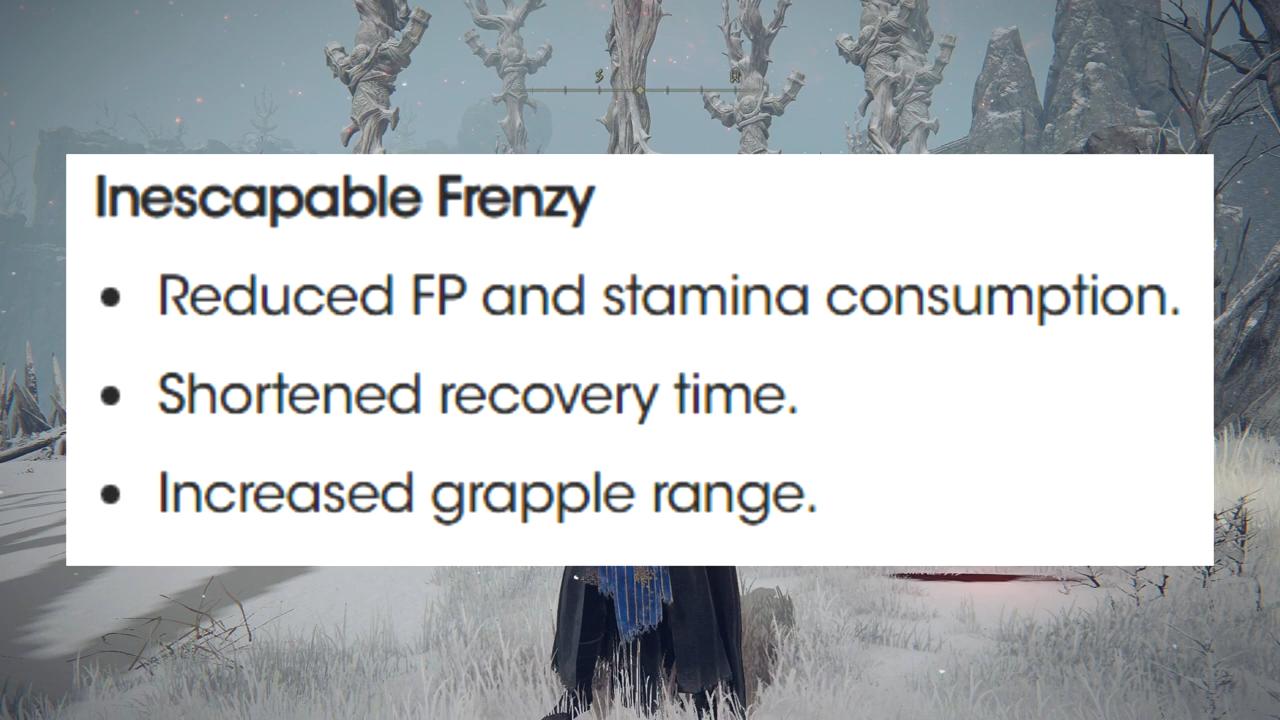 Inescapable Frenzy
• Reduced FP and stamina consumption.
• Shortened recovery time.
• Increased grapple range.